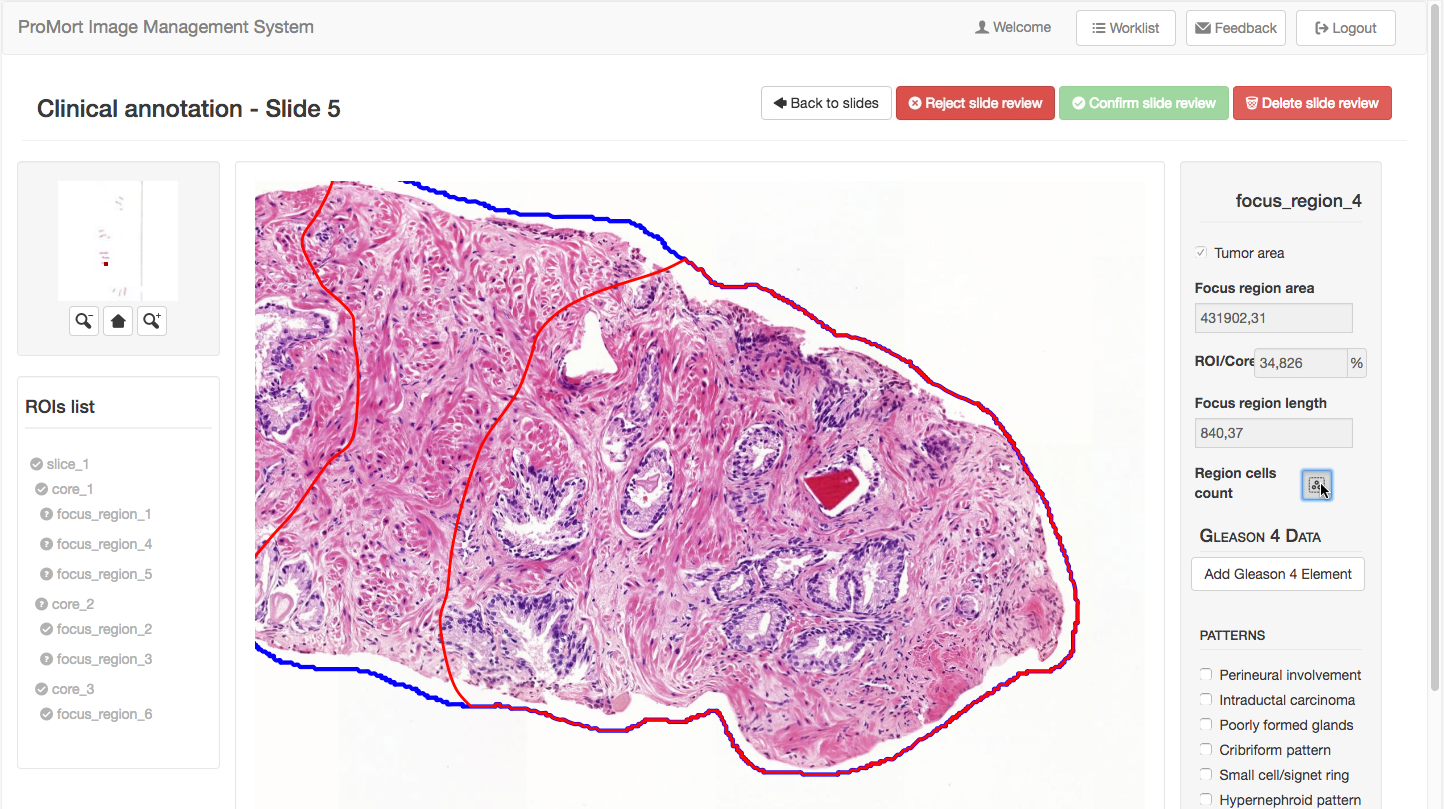 ProMort Image Management System
Welcome
Worklist
Feedback
Logout
Clinical annotation - Slide 5
Back to slides
Reject slide review
Confirm slide review
Delete slide review
ROIs list
slice_1
core_1
focus_region_1
focus_region_4
focus_region_5
core_2
focus_region_2
focus_region_3
core_3
focus_region_6
focus_region_4
Tumor area
Focus region area
431902,31
ROI/Core
34,826
%
Focus region length
840,37
Region cells
count
Gleason 4 Data
Add Gleason 4 Element
PATTERNS
Perineural involvement
Intraductal carcinoma
Poorly formed glands
Cribriform pattern
Small cell/signet ring
Hypernephroid pattern